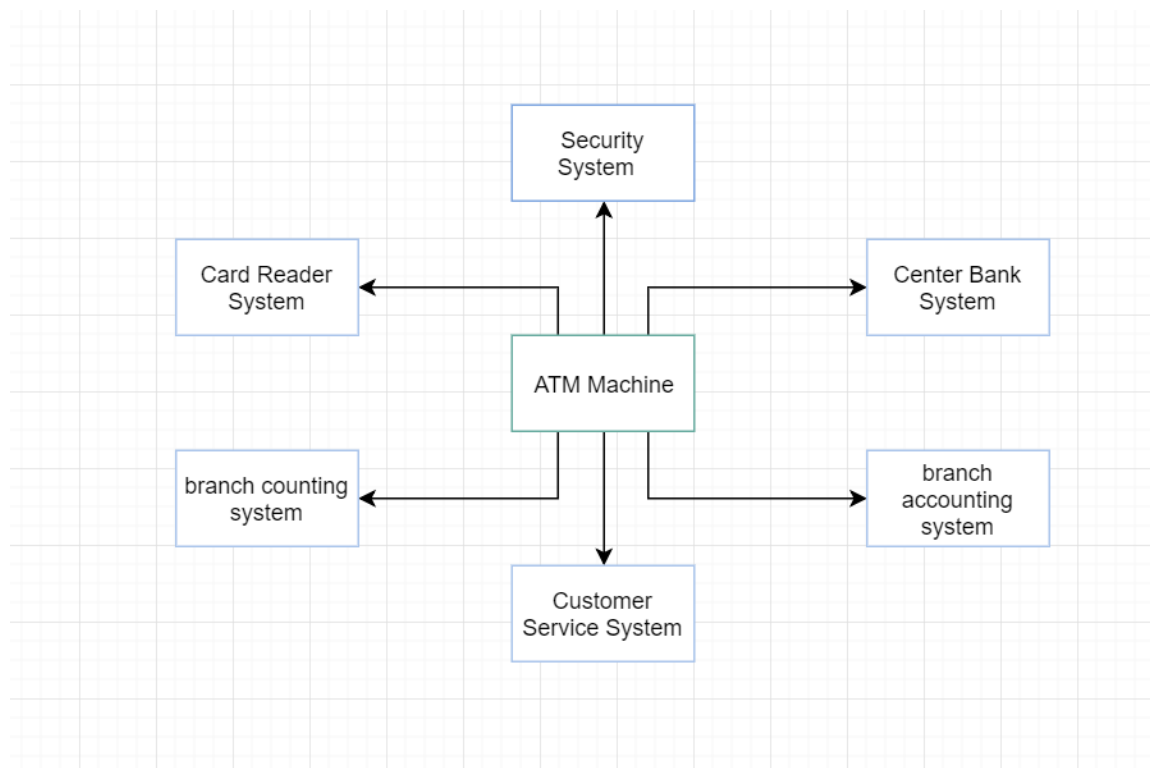 Security
System
Card Reader
System
Center Bank
System
ATM Machine
branch counting
system
branch
accounting
system
Customer
Service System